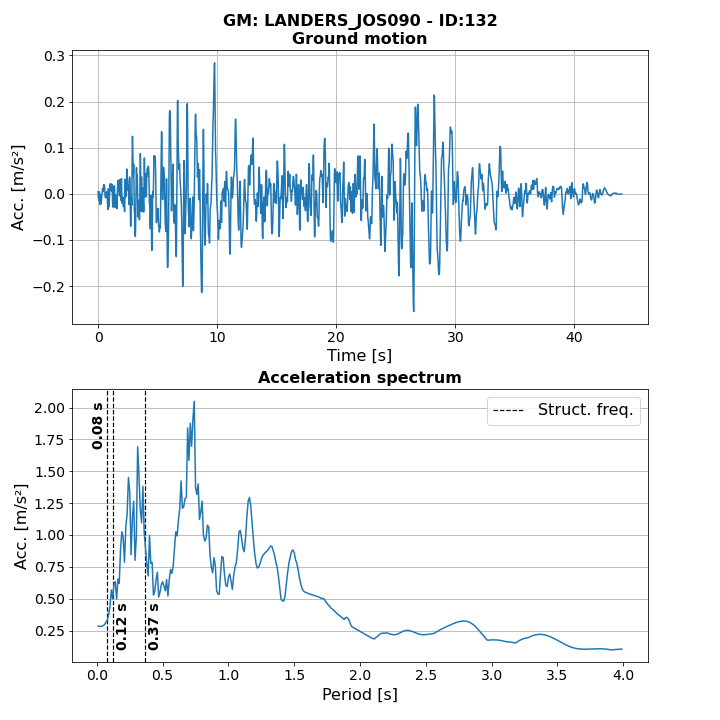 GM: LANDERS_JOS090 - ID:132
Ground motion
0.3
0.2
0.1
0.0
−0.1
−0.2
Acc. [m/s²]
0 10 20 30 40
Time [s]
Acceleration spectrum
2.00
1.75
1.50
1.25
1.00
0.75
0.50
0.25
Acc. [m/s²]
0.08 s
0.12 s
0.37 s
Struct. freq.
0.0 0.5 1.0 1.5 2.0 2.5 3.0 3.5 4.0
Period [s]